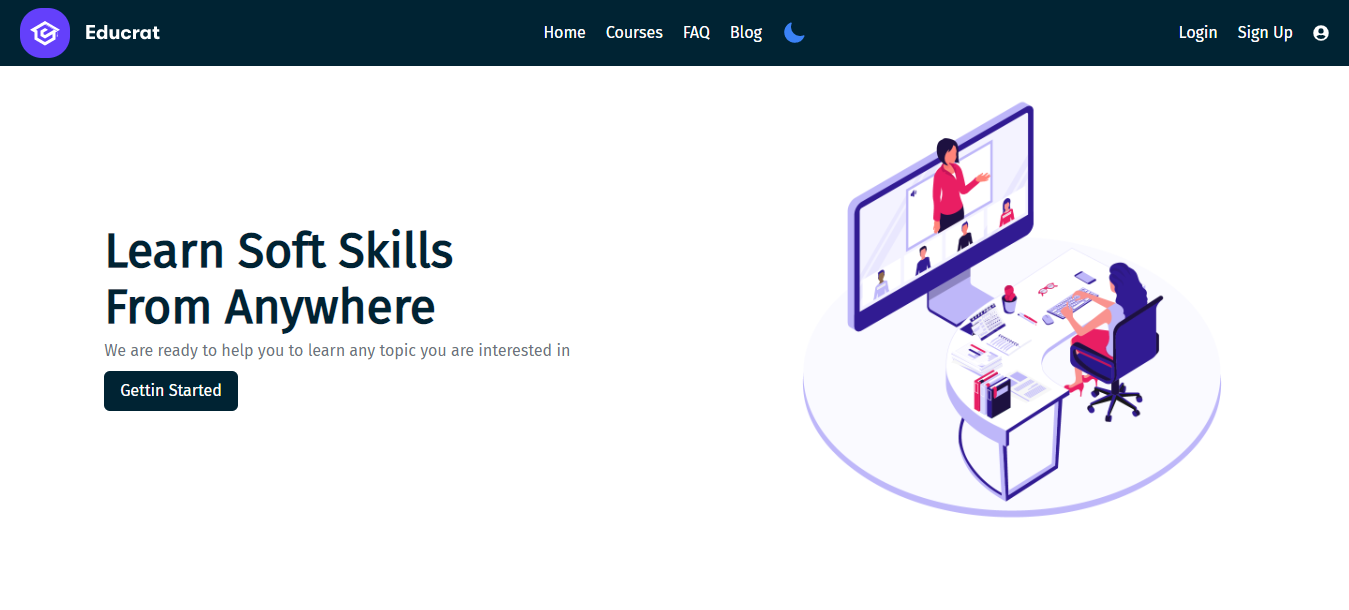 Educrat
Home Courses FAQ Blog
Login Sign Up
Learn Soft Skills
From Anywhere
We are ready to help you to learn any topic you are interested in
Gettin Started